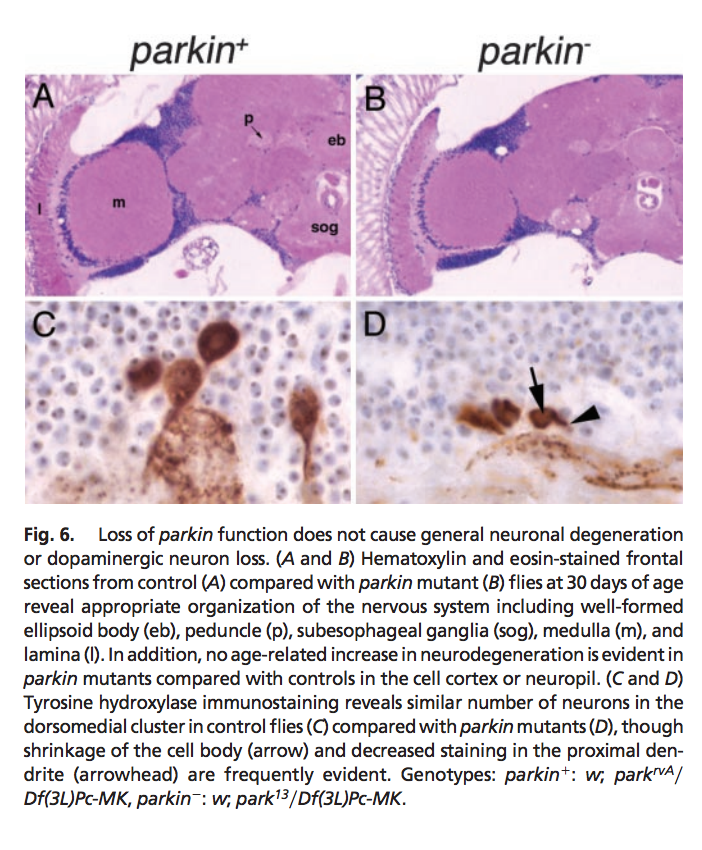 parkin⁺ parkin⁻
A B
p
eb
l m
sog
C D
Fig. 6. Loss of parkin function does not cause general neuronal degeneration
or dopaminergic neuron loss. (A and B) Hematoxylin and eosin-stained frontal
sections from control (A) compared with parkin mutant (B) flies at 30 days of age
reveal appropriate organization of the nervous system including well-formed
ellipsoid body (eb), peduncle (p), subesophageal ganglia (sog), medulla (m), and
lamina (l). In addition, no age-related increase in neurodegeneration is evident in
parkin mutants compared with controls in the cell cortex or neuropil. (C and D)
Tyrosine hydroxylase immunostaining reveals similar number of neurons in the
dorsomedial cluster in control flies (C) compared with parkin mutants (D), though
shrinkage of the cell body (arrow) and decreased staining in the proximal den-
drite (arrowhead) are frequently evident. Genotypes: parkin⁺: w; parkʳᵛᴬ/
Df(3L)Pc-MK, parkin⁻: w; park¹³/Df(3L)Pc-MK.